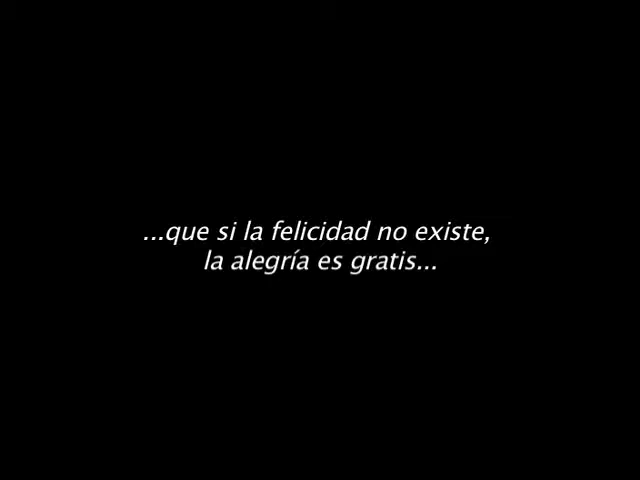 ...que si la felicidad no existe,
la alegría es gratis...